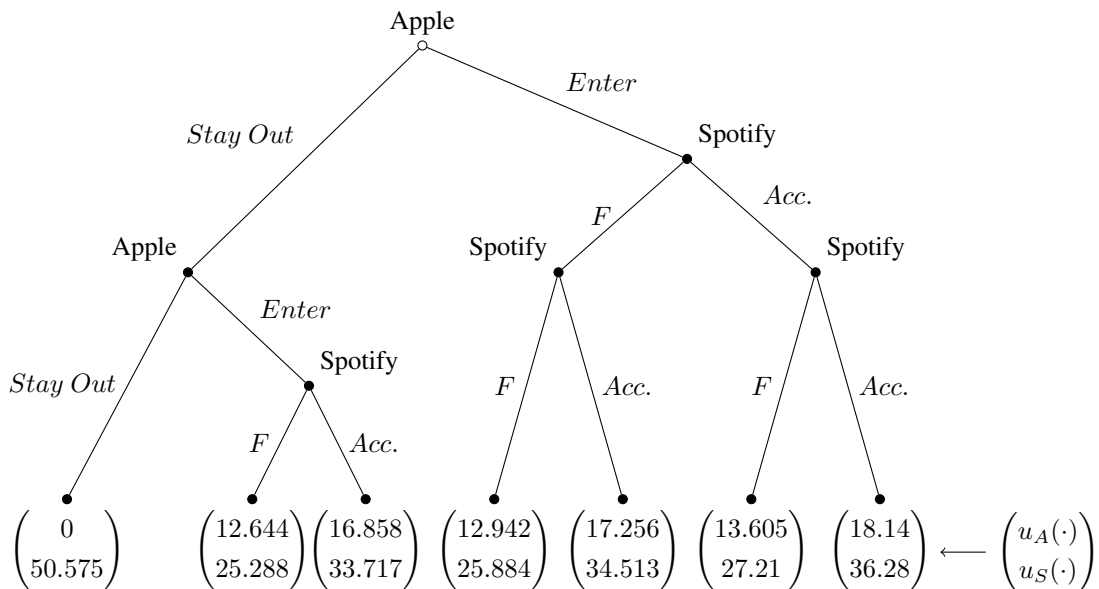 Apple
Enter
Stay Out
Spotify
Acc.
F
Apple
Spotify
Spotify
Enter
Stay Out
Spotify
F
Acc.
F
Acc.
F
Acc.
0 12.644 16.858 12.942 17.256 13.605 18.14 u_A(·)
50.575 25.288 33.717 25.884 34.513 27.21 36.28 ← u_S(·)